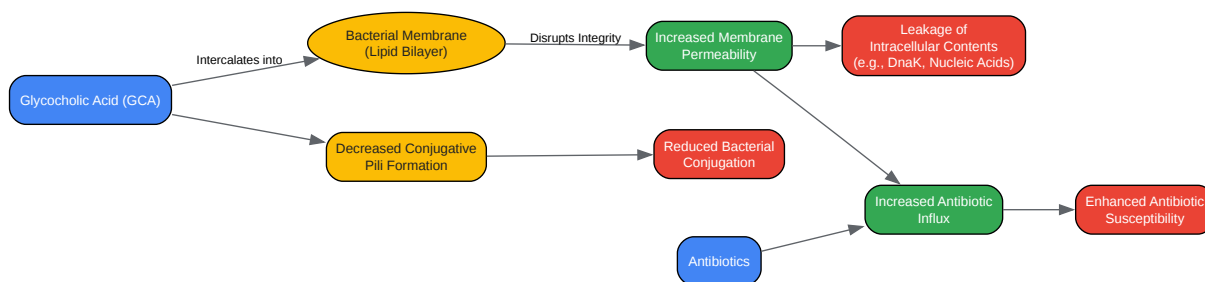 Glycocholic Acid (GCA)
Intercalates into
Bacterial Membrane
(Lipid Bilayer)
Disrupts Integrity
Increased Membrane
Permeability
Leakage of
Intracellular Contents
(e.g., DnaK, Nucleic Acids)
Decreased Conjugative
Pili Formation
Reduced Bacterial
Conjugation
Increased Antibiotic
Influx
Enhanced Antibiotic
Susceptibility
Antibiotics